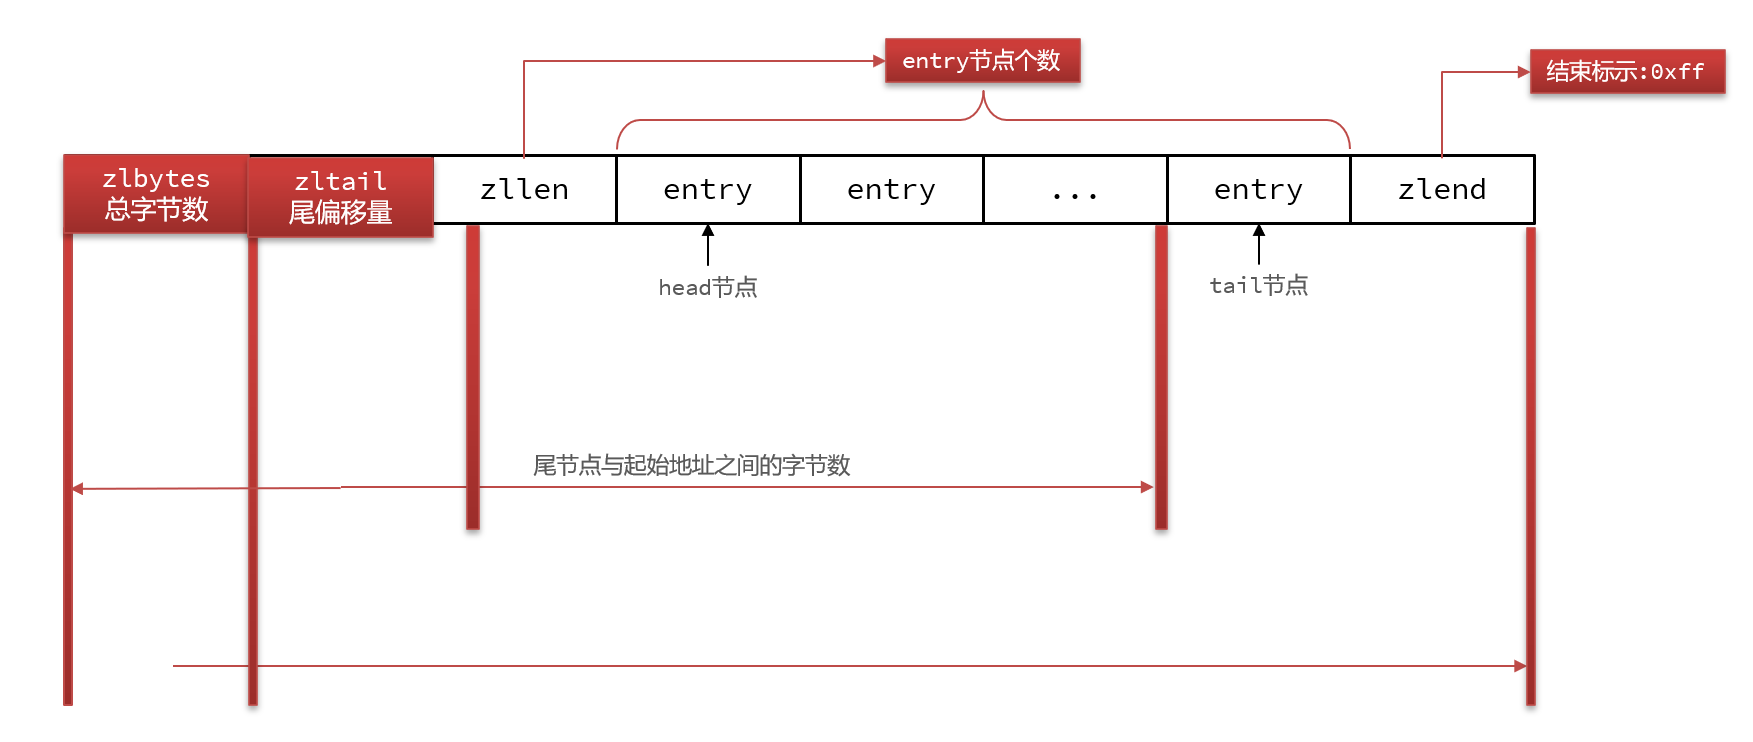 entry节点个数
结束标示:0xff
zlbytes
总字节数
zltail
尾偏移量
zllen
entry
entry
...
entry
zlend
head节点
tail节点
尾节点与起始地址之间的字节数